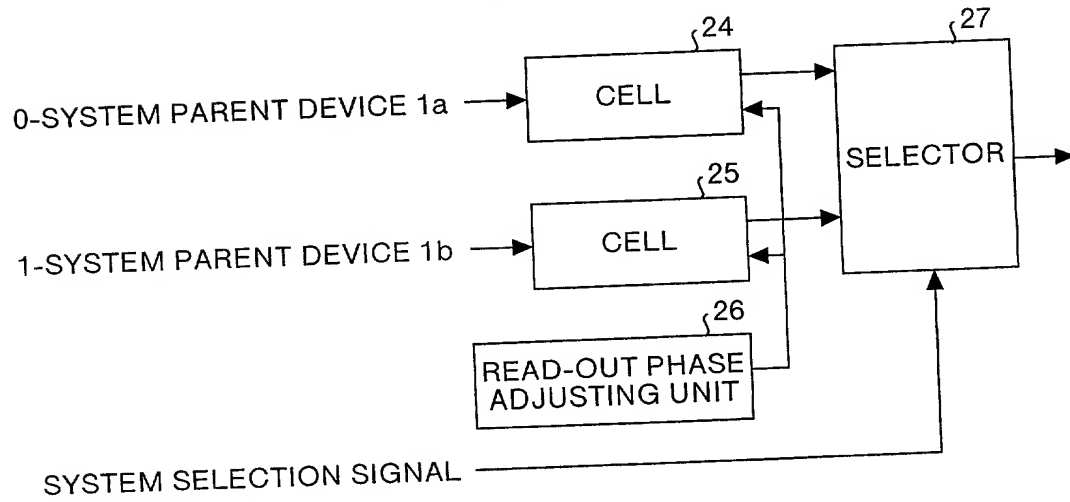 24
27
0-SYSTEM PARENT DEVICE 1a
CELL
SELECTOR
25
1-SYSTEM PARENT DEVICE 1b
CELL
26
READ-OUT PHASE
ADJUSTING UNIT
SYSTEM SELECTION SIGNAL